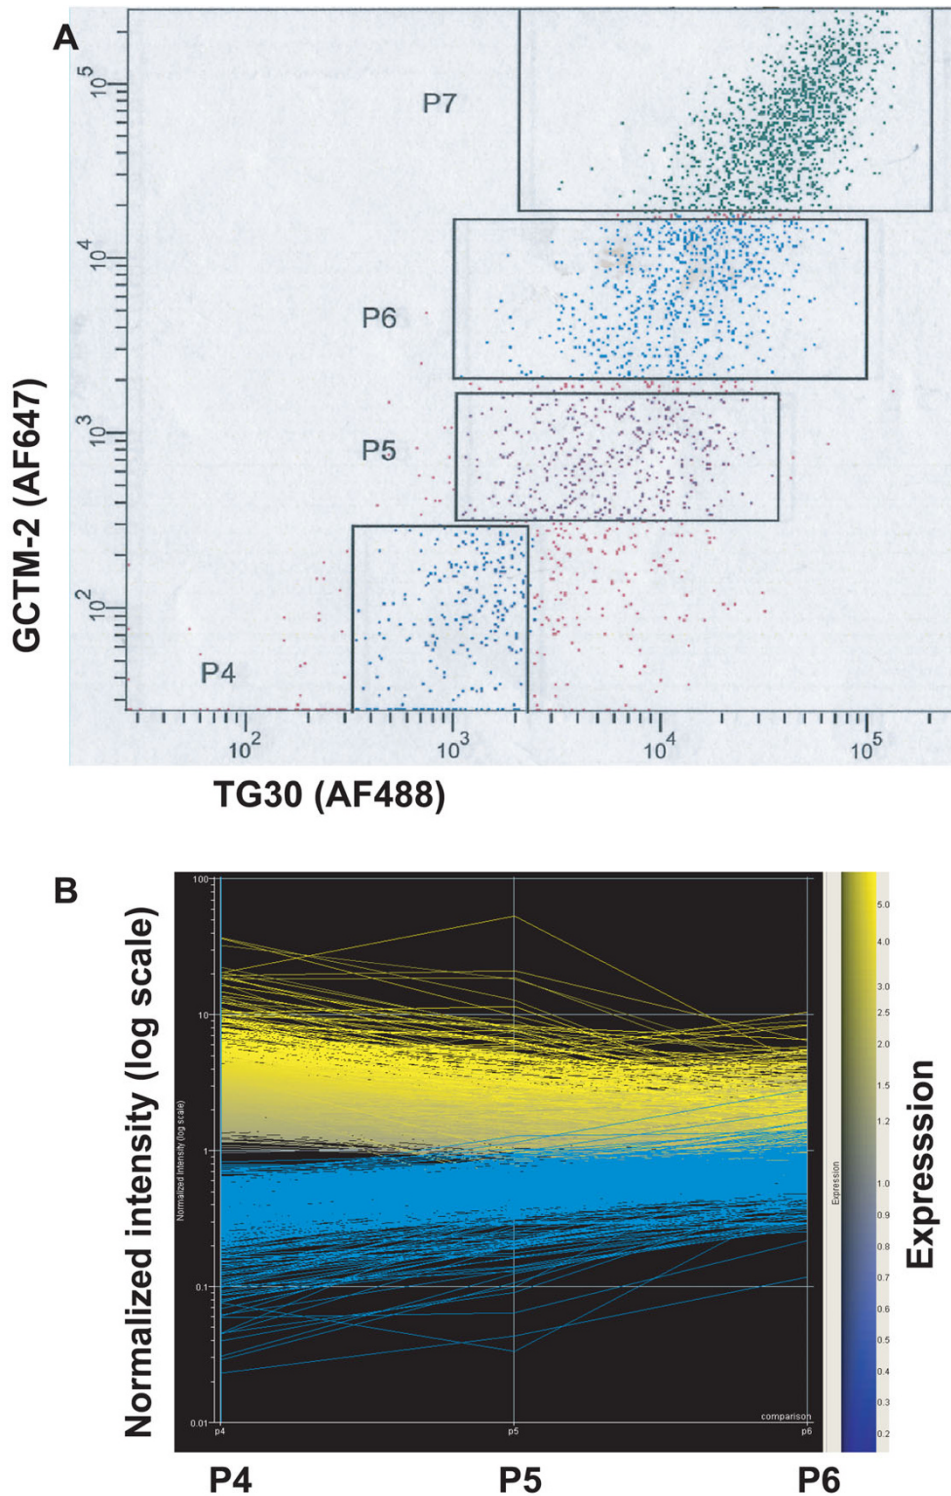 A
P7
P6
P5
P4
10^5
10^4
10^3
10^2
GCTM-2 (AF647)
10^2 10^3 10^4 10^5
TG30 (AF488)
B
Normalized intensity (log scale)
Normalized Intensity (log scale)
100
10
1
0.1
0.01
p4 p5 p6
comparison
P4 P5 P6
Expression
5.0
4.0
3.0
2.5
2.0
1.5
1.2
1.0
0.9
0.8
0.7
0.6
0.5
0.4
0.3
0.2
Expresssion